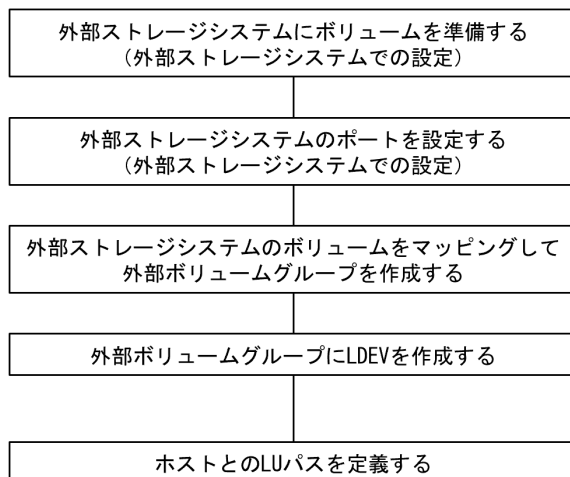 外部ストレージシステムにボリュームを準備する
（外部ストレージシステムでの設定）
外部ストレージシステムのポートを設定する
（外部ストレージシステムでの設定）
外部ストレージシステムのボリュームをマッピングして
外部ボリュームグループを作成する
外部ボリュームグループにLDEVを作成する
ホストとのLUパスを定義する